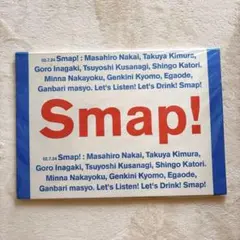 02.7.24 Smap! : Masahiro Nakai, Takuya Kimura,
Goro Inagaki, Tsuyoshi Kusanagi, Shingo Katori.
Minna Nakayoku, Genkini Kyomo, Egaode,
Ganbari masyo. Let's Listen! Let's Drink! Smap!
Smap!
02.7.24 Smap! : Masahiro Nakai, Takuya Kimura,
Goro Inagaki, Tsuyoshi Kusanagi, Shingo Katori.
Minna Nakayoku, Genkini Kyomo, Egaode,
Ganbari masyo. Let's Listen! Let's Drink! Smap!